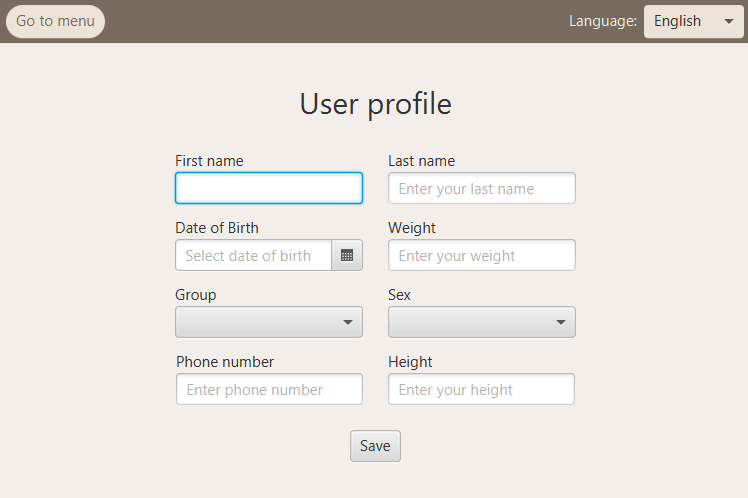 Go to menu
Language: English
User profile
First name
Last name
Enter your last name
Date of Birth
Weight
Select date of birth
Enter your weight
Group
Sex
Phone number
Height
Enter phone number
Enter your height
Save